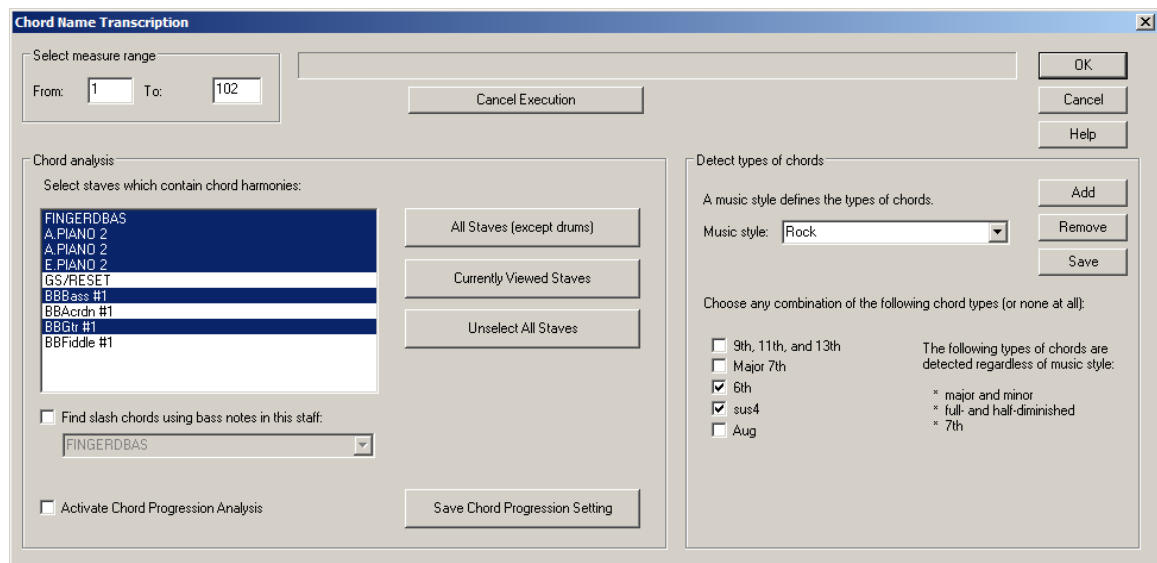 Chord Name Transcription
Select measure range
From: 1 To: 102
Cancel Execution
OK
Cancel
Help
Chord analysis
Select staves which contain chord harmonies:
FINGERDBAS
A.PIANO 2
A.PIANO 2
E.PIANO 2
GS/RESET
BBBass #1
BBAcrdn #1
BBGtr #1
BBFiddle #1
All Staves (except drums)
Currently Viewed Staves
Unselect All Staves
Find slash chords using bass notes in this staff:
FINGERDBAS
Activate Chord Progression Analysis
Save Chord Progression Setting
Detect types of chords
A music style defines the types of chords.
Music style: Rock
Add
Remove
Save
Choose any combination of the following chord types (or none at all):
9th, 11th, and 13th
Major 7th
6th
sus4
Aug
The following types of chords are
detected regardless of music style:
* major and minor
* full- and half-diminished
* 7th